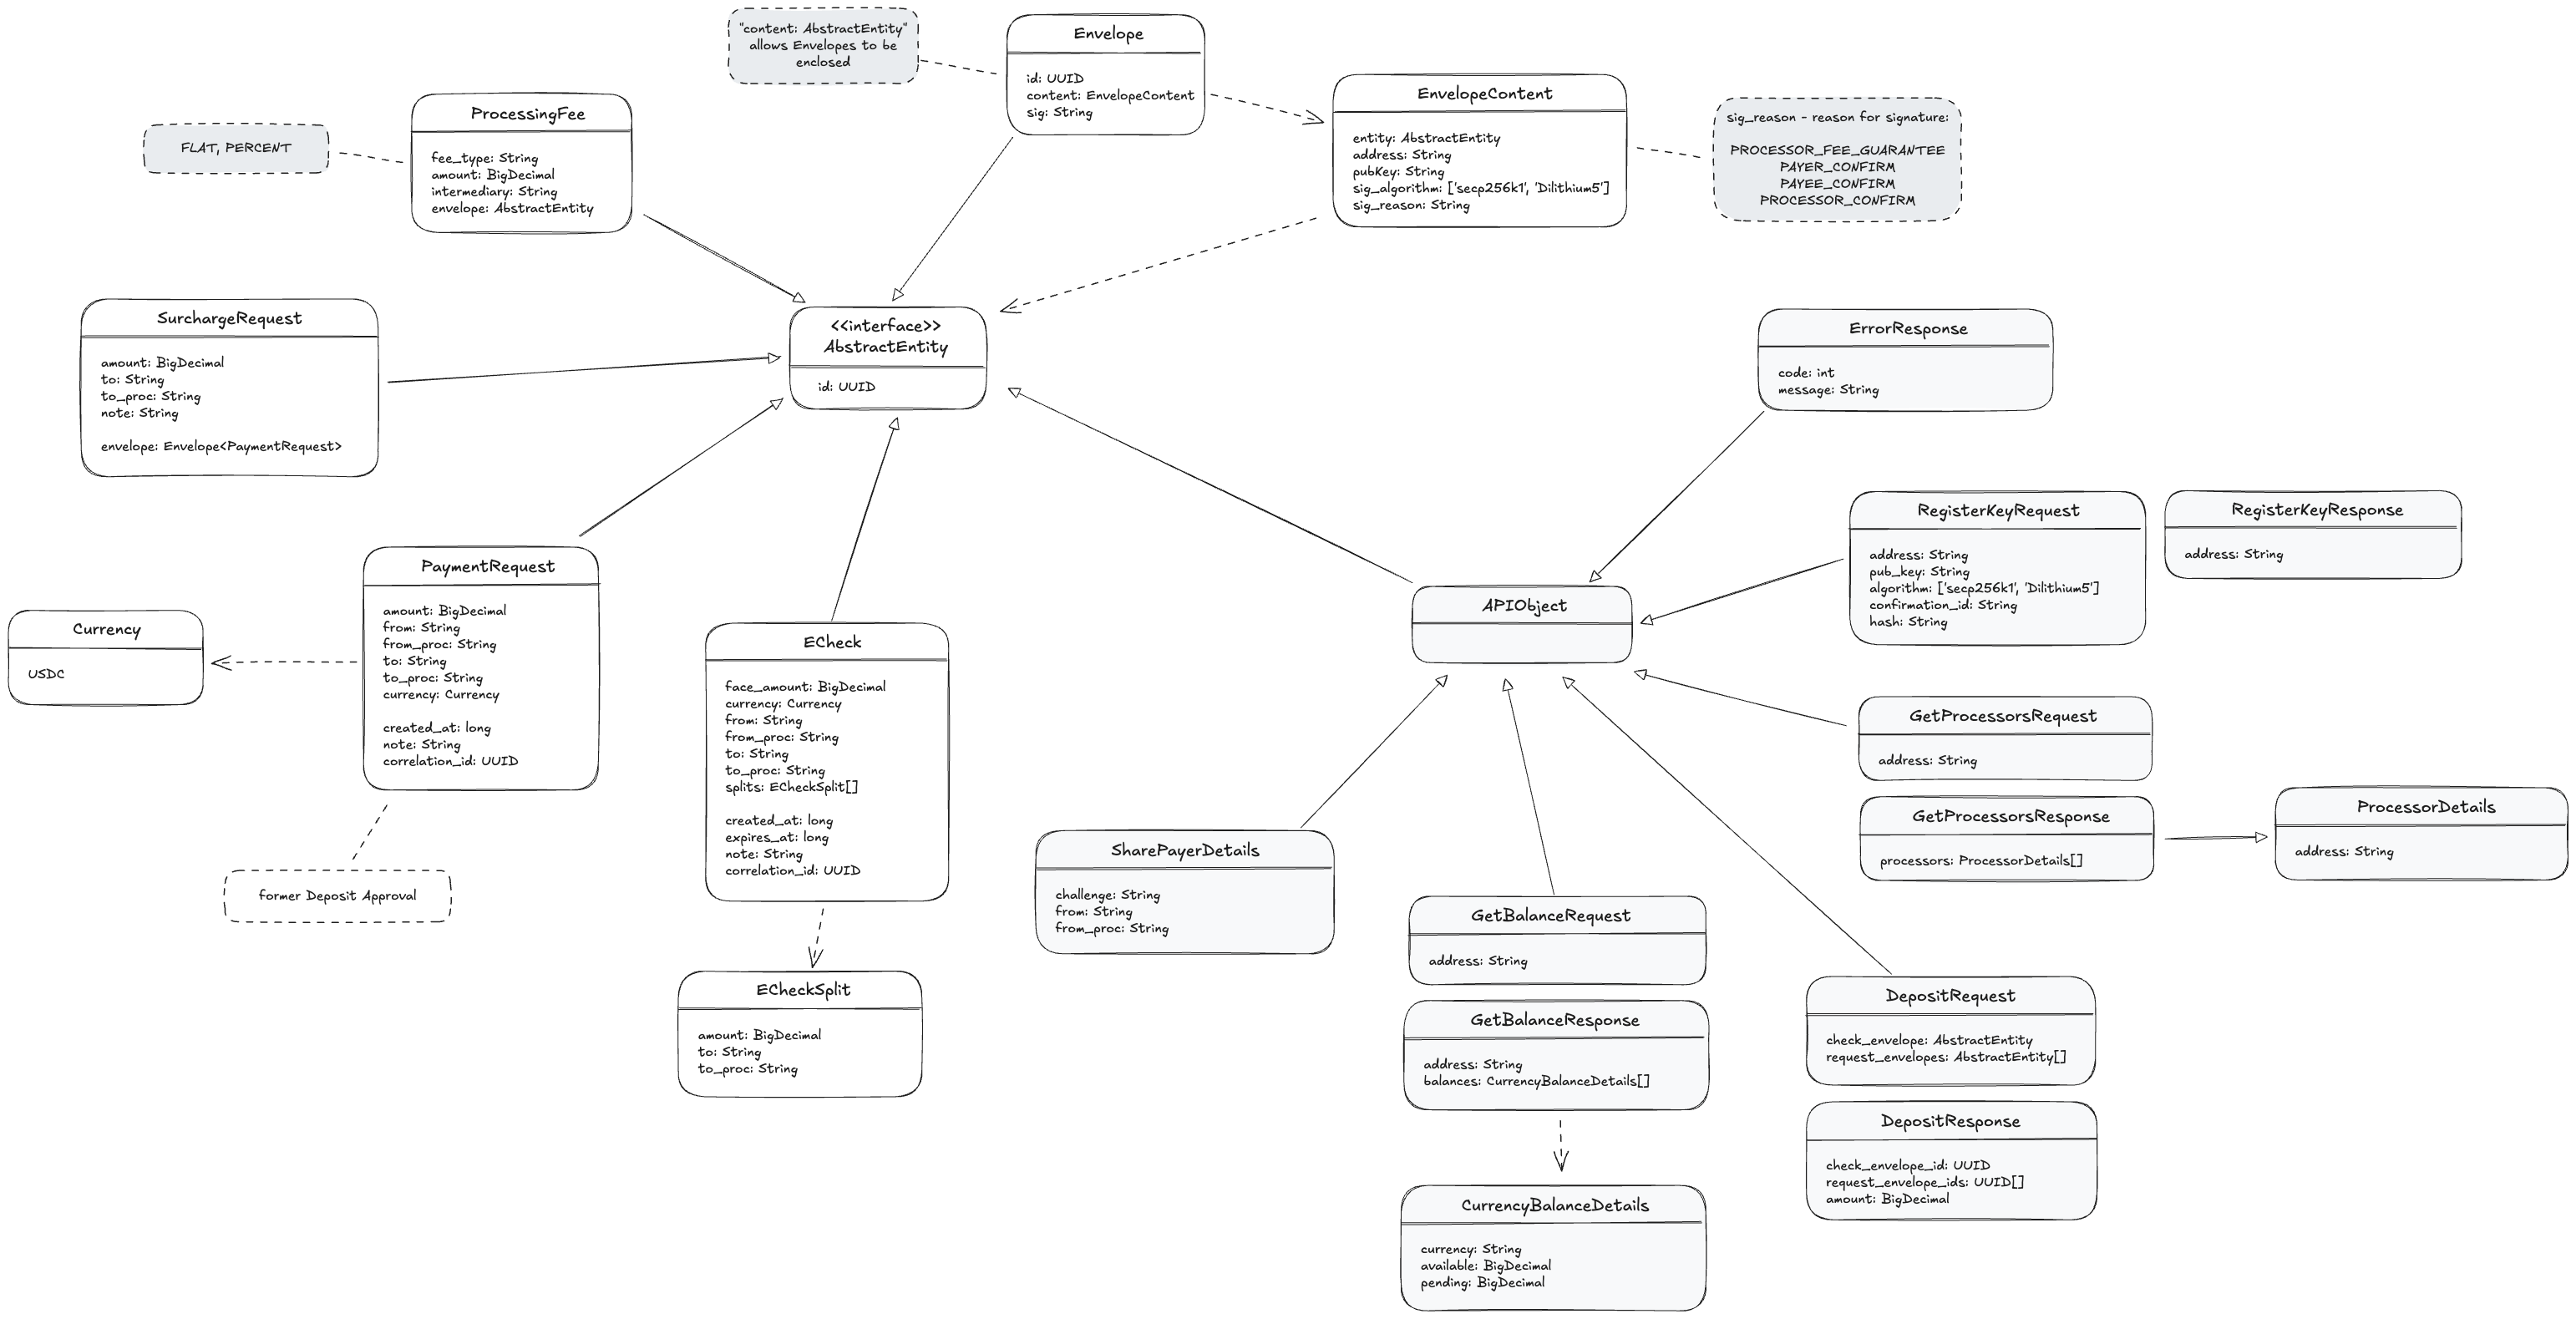 "content: AbstractEntity"
allows Envelopes to be
enclosed
Envelope
id: UUID
content: EnvelopeContent
sig: String
EnvelopeContent
entity: AbstractEntity
address: String
pubKey: String
sig_algorithm: ['secp256k1', 'Dilithium5']
sig_reason: String
sig_reason - reason for signature:
PROCESSOR_FEE_GUARANTEE
PAYER_CONFIRM
PAYEE_CONFIRM
PROCESSOR_CONFIRM
FLAT, PERCENT
ProcessingFee
fee_type: String
amount: BigDecimal
intermediary: String
envelope: AbstractEntity
SurchargeRequest
amount: BigDecimal
to: String
to_proc: String
note: String
envelope: Envelope<PaymentRequest>
<<interface>>
AbstractEntity
id: UUID
ErrorResponse
code: int
message: String
RegisterKeyRequest
address: String
pub_key: String
algorithm: ['secp256k1', 'Dilithium5']
confirmation_id: String
hash: String
RegisterKeyResponse
address: String
Currency
USDC
PaymentRequest
amount: BigDecimal
from: String
from_proc: String
to: String
to_proc: String
currency: Currency
created_at: long
note: String
correlation_id: UUID
former Deposit Approval
ECheck
face_amount: BigDecimal
currency: Currency
from: String
from_proc: String
to: String
to_proc: String
splits: ECheckSplit[]
created_at: long
expires_at: long
note: String
correlation_id: UUID
ECheckSplit
amount: BigDecimal
to: String
to_proc: String
APIObject
GetProcessorsRequest
address: String
GetProcessorsResponse
processors: ProcessorDetails[]
ProcessorDetails
address: String
SharePayerDetails
challenge: String
from: String
from_proc: String
GetBalanceRequest
address: String
GetBalanceResponse
address: String
balances: CurrencyBalanceDetails[]
CurrencyBalanceDetails
currency: String
available: BigDecimal
pending: BigDecimal
DepositRequest
check_envelope: AbstractEntity
request_envelopes: AbstractEntity[]
DepositResponse
check_envelope_id: UUID
request_envelope_ids: UUID[]
amount: BigDecimal